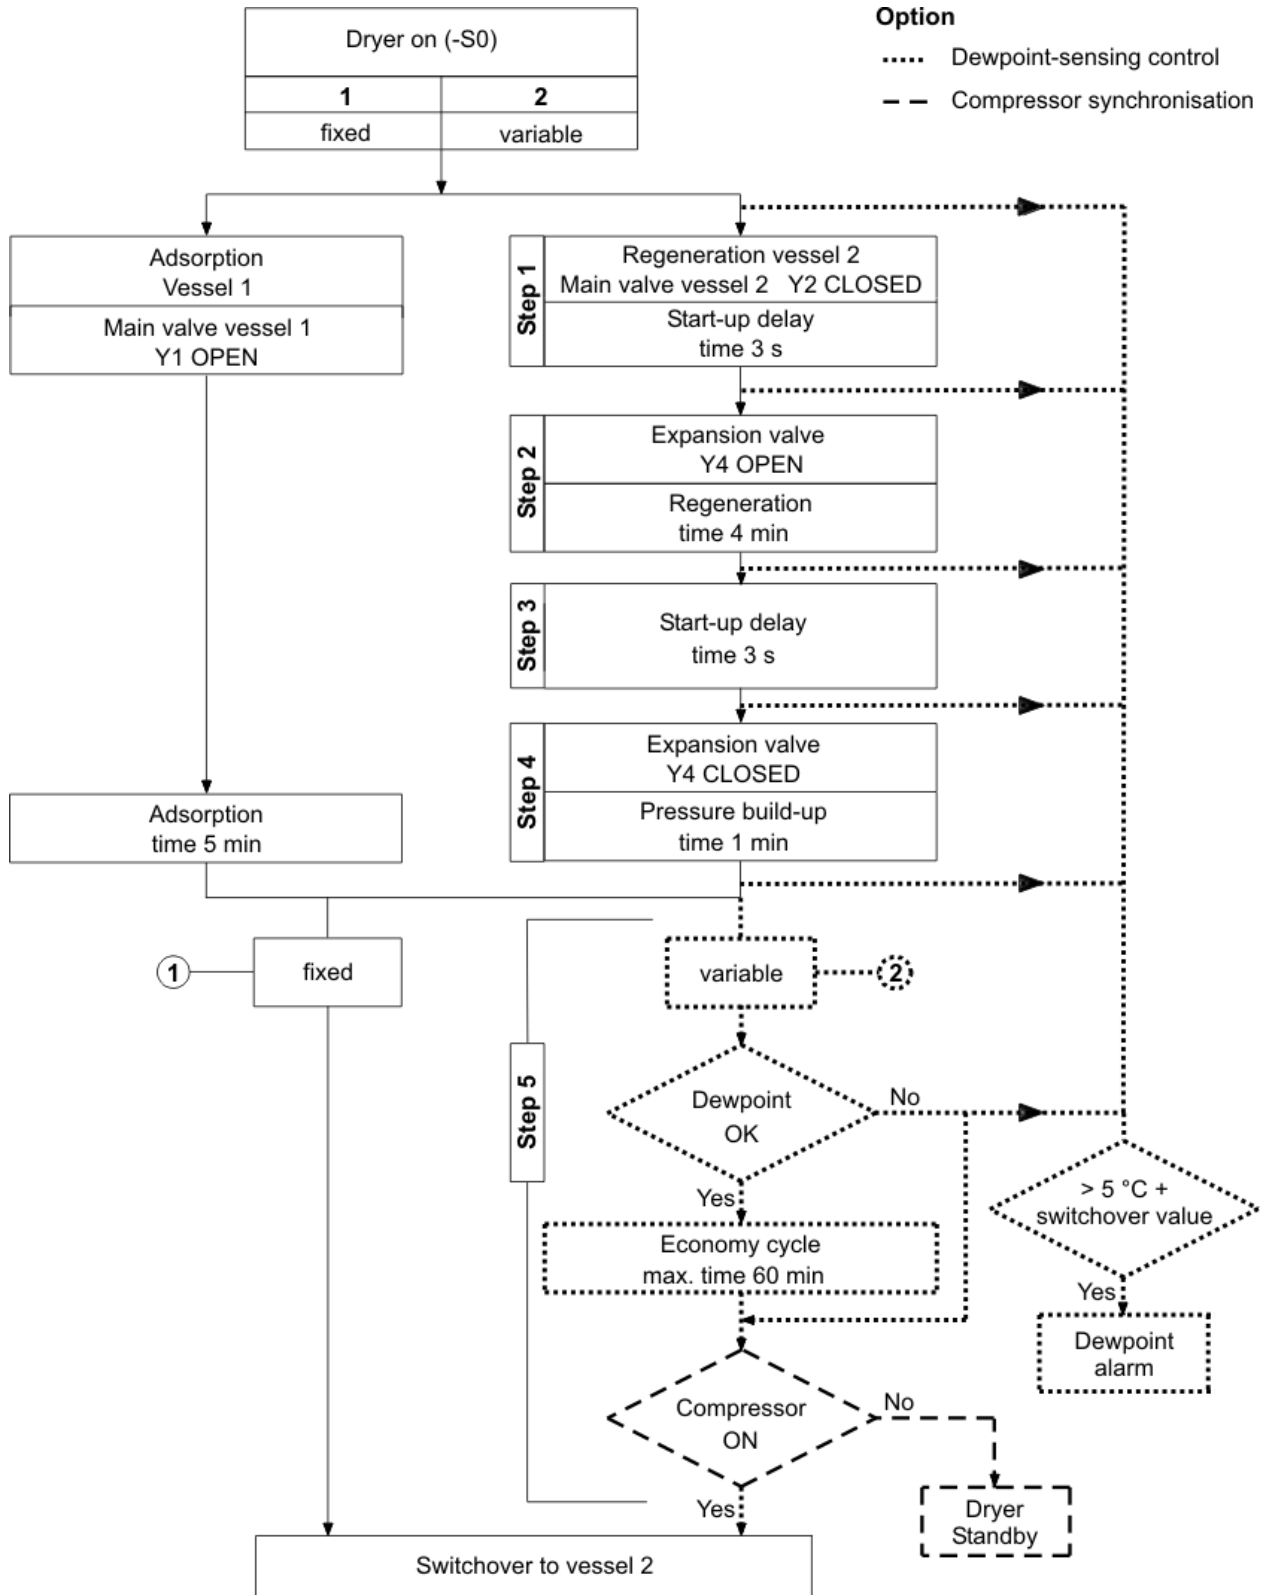 Option
Dewpoint-sensing control
Compressor synchronisation
Dryer on (-S0)
1
2
fixed
variable
Adsorption
Vessel 1
Main valve vessel 1
Y1 OPEN
Step 1
Regeneration vessel 2
Main valve vessel 2 Y2 CLOSED
Start-up delay
time 3 s
Step 2
Expansion valve
Y4 OPEN
Regeneration
time 4 min
Step 3
Start-up delay
time 3 s
Step 4
Expansion valve
Y4 CLOSED
Pressure build-up
time 1 min
Adsorption
time 5 min
1
fixed
variable
2
Step 5
Dewpoint
OK
No
Yes
> 5 °C +
switchover value
Yes
Dewpoint
alarm
Economy cycle
max. time 60 min
Compressor
ON
No
Yes
Dryer
Standby
Switchover to vessel 2